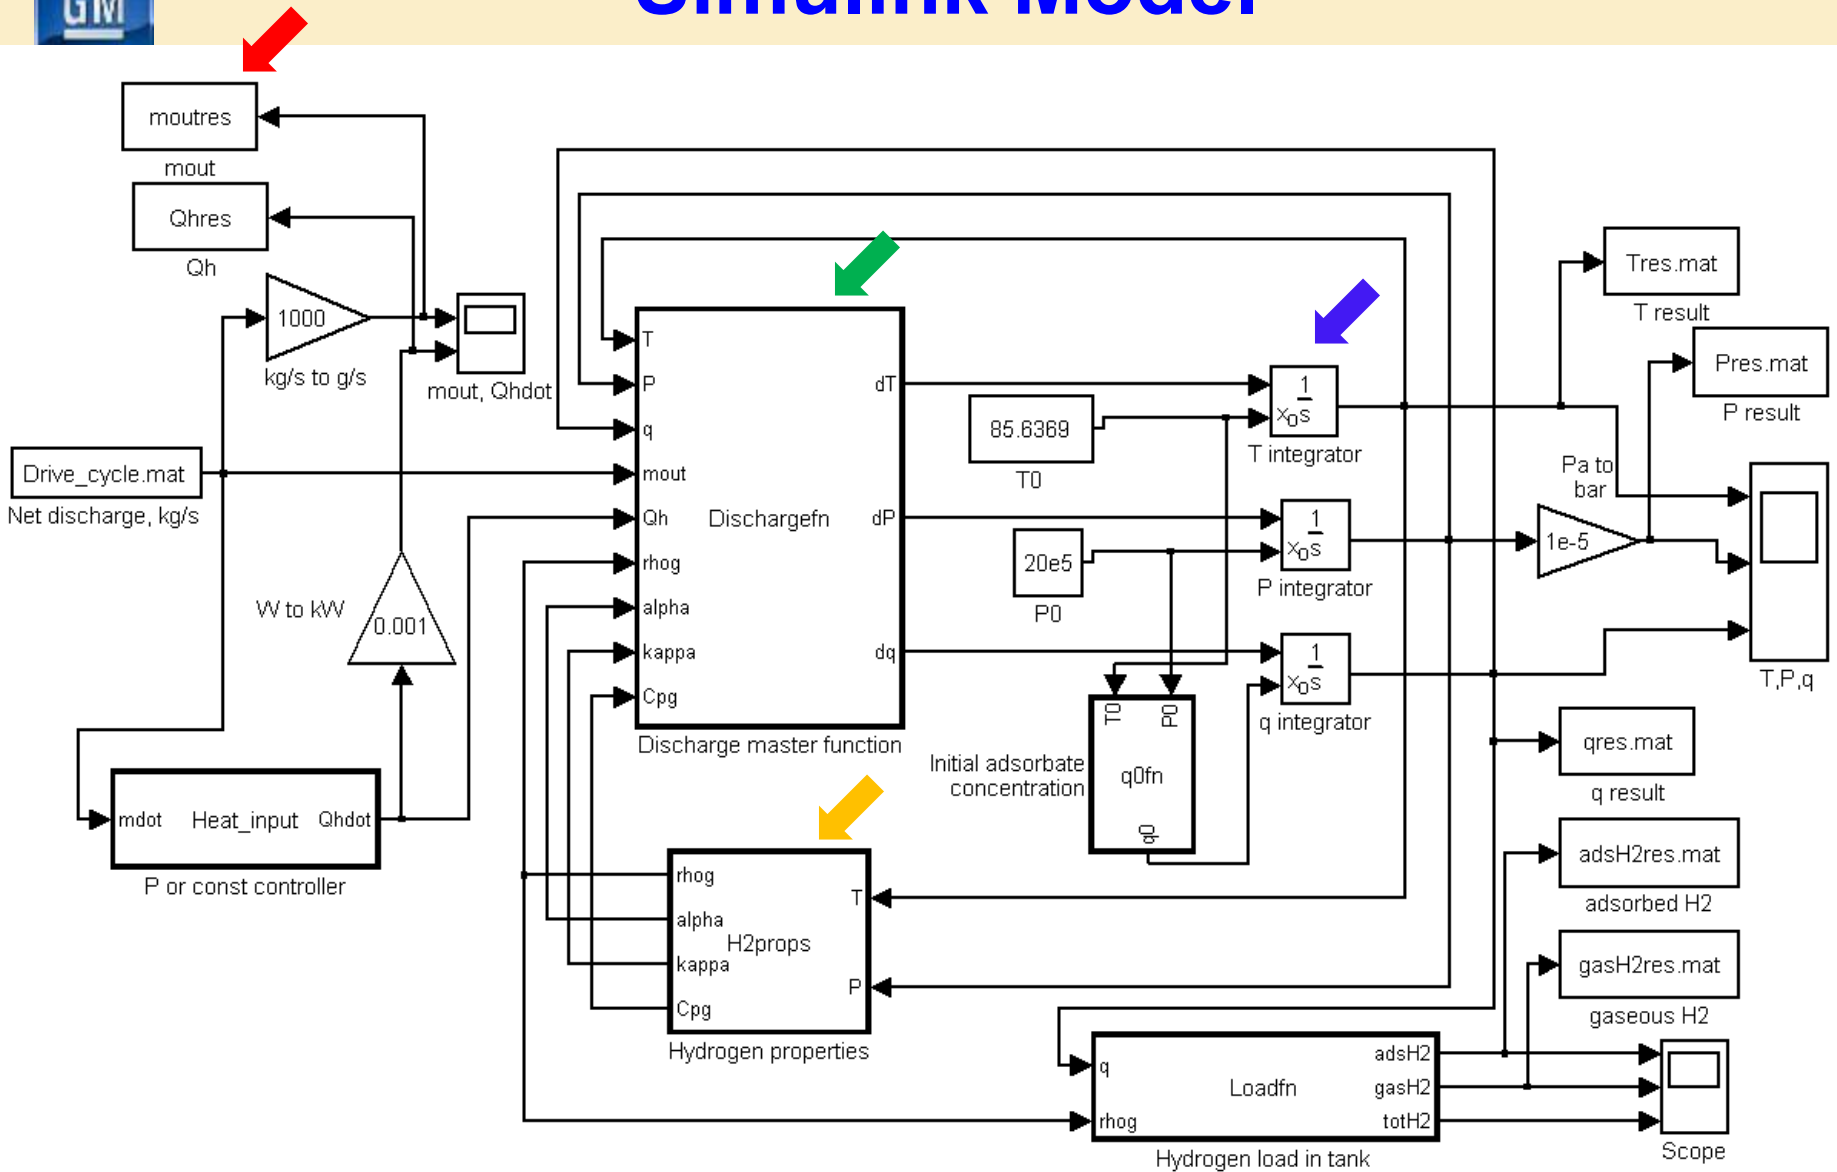 GM
Simulink Model
moutres
mout
Qhres
Qh
1000
kg/s to g/s
mout, Qhdot
Drive_cycle.mat
Net discharge, kg/s
W to kW
0.001
mdot
Heat_input
Qhdot
P or const controller
T
P
q
mout
Qh
rhog
alpha
kappa
Cpg
Dischargefn
dT
dP
dq
Discharge master function
85.6369
T0
20e5
P0
1
xos
T integrator
1
xos
P integrator
1
xos
q integrator
T0
P0
q0fn
q0
Initial adsorbate
concentration
rhog
alpha
kappa
Cpg
H2props
T
P
Hydrogen properties
Tres.mat
T result
Pres.mat
P result
Pa to
bar
1e-5
T,P,q
qres.mat
q result
adsH2res.mat
adsorbed H2
gasH2res.mat
gaseous H2
q
rhog
Loadfn
adsH2
gasH2
totH2
Hydrogen load in tank
Scope